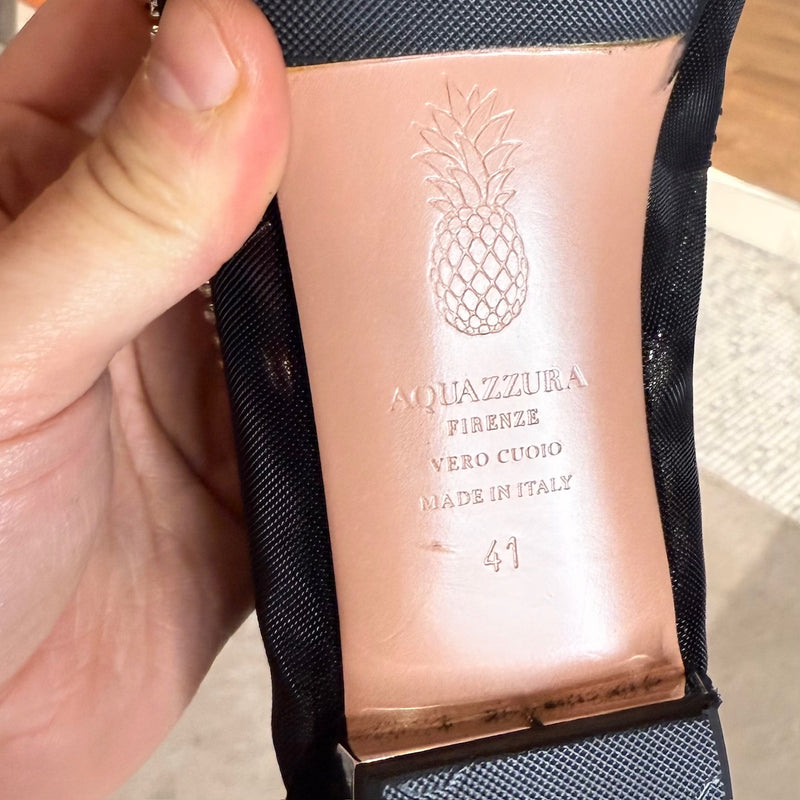 AQUAZZURA
FIRENZE
VERO CUOIO
MADE IN ITALY
41